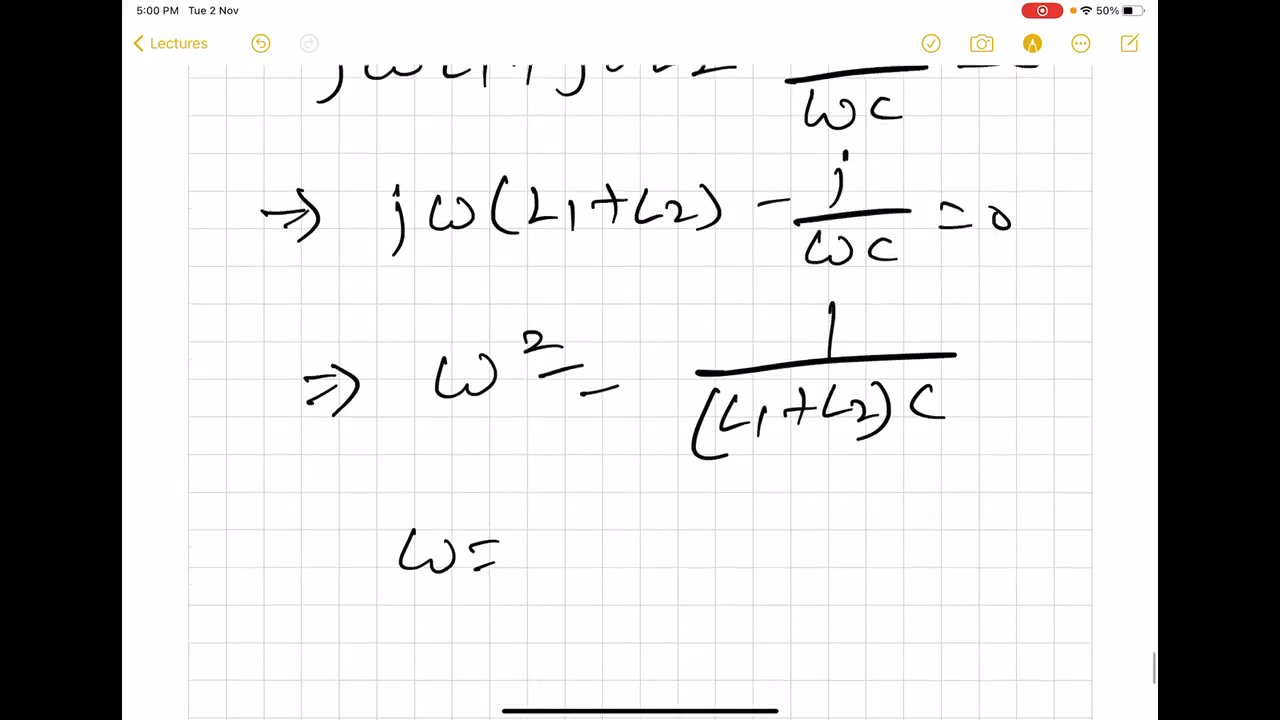 5:00 PM Tue 2 Nov 50%
Lectures
ωc
⇒ jω(L1+L2) - j/ωc = 0
⇒ ω² = 1/(L1+L2)C
ω=